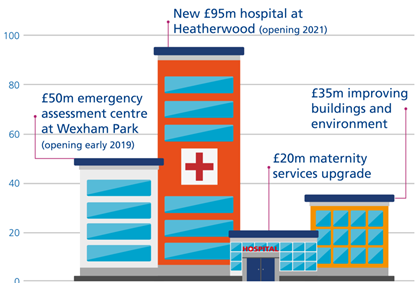 New £95m hospital at
Heatherwood (opening 2021)
100
80
60
40
20
0
£50m emergency
assessment centre
at Wexham Park
(opening early 2019)
£35m improving
buildings and
environment
£20m maternity
services upgrade
HOSPITAL